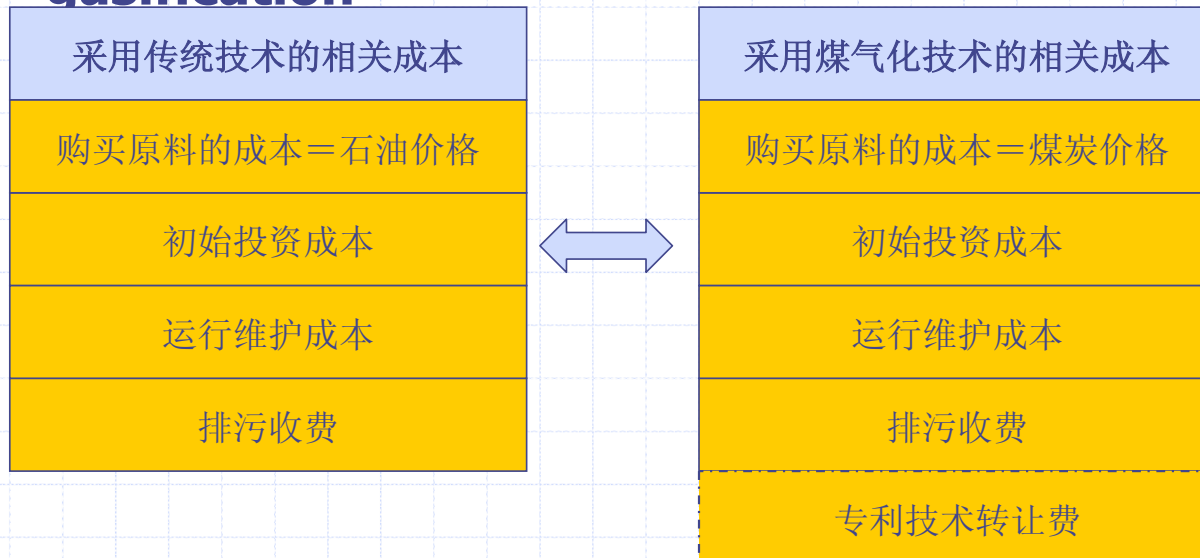 gasification
采用传统技术的相关成本
购买原料的成本＝石油价格
初始投资成本
运行维护成本
排污收费
采用煤气化技术的相关成本
购买原料的成本＝煤炭价格
初始投资成本
运行维护成本
排污收费
专利技术转让费